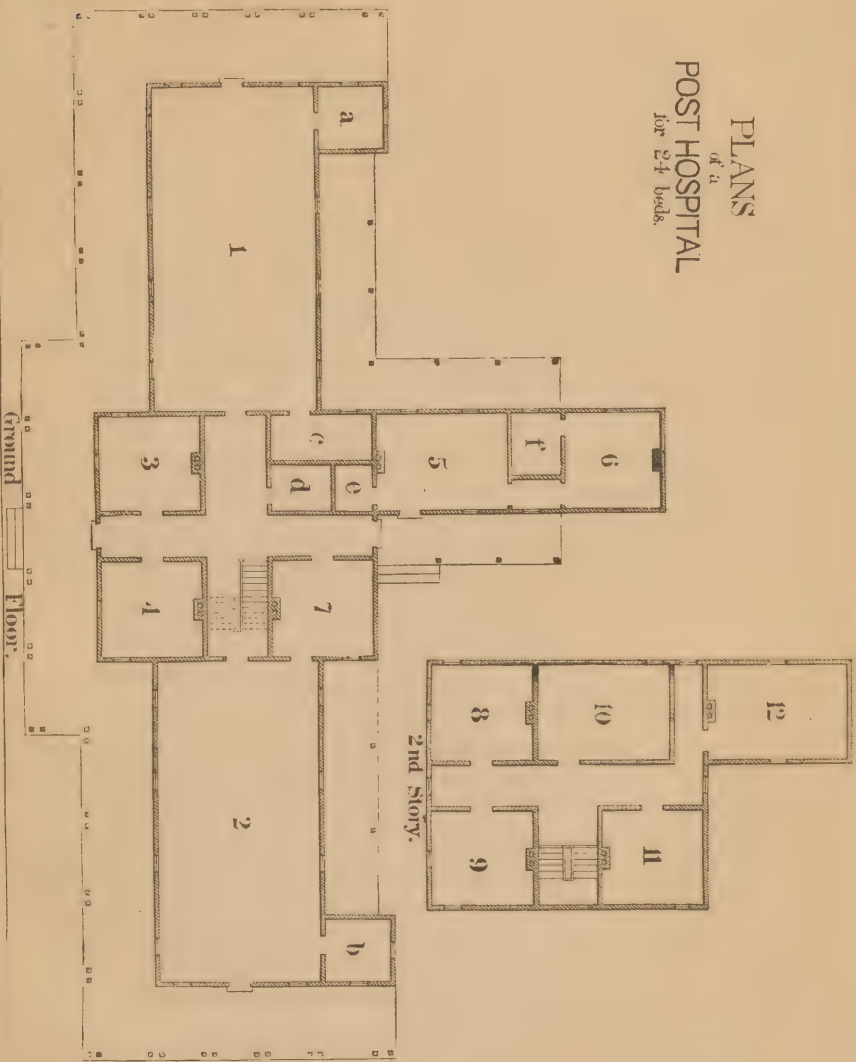 PLANS
of a
POST HOSPITAL
for 24 beds.
a
1
c
5
f
6
3
d
e
4
7
2
b
Ground Floor.
12
8
10
9
11
2nd Story.